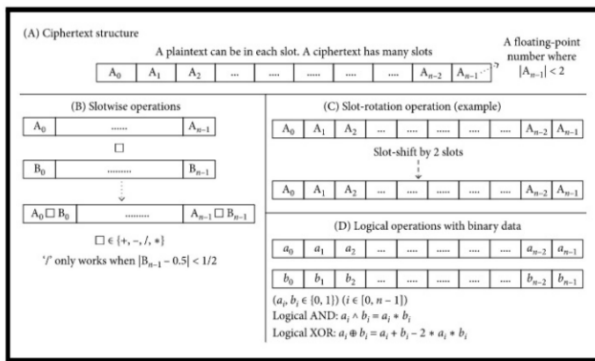 (A) Ciphertext structure
A plaintext can be in each slot. A ciphertext has many slots
A floating-point
number where
|Aₙ₋₁| < 2
A₀ A₁ A₂ .... .... ..... ..... .... Aₙ₋₂ Aₙ₋₁
(B) Slotwise operations
A₀ ...... Aₙ₋₁
□
B₀ ......... Bₙ₋₁
A₀ □ B₀ ......... Aₙ₋₁ □ Bₙ₋₁
□ ∈ {+, −, /, *}
'/' only works when |Bₙ₋₁ − 0.5| < 1/2
(C) Slot-rotation operation (example)
A₀ A₁ A₂ ... .... ..... ..... .... Aₙ₋₂ Aₙ₋₁
Slot-shift by 2 slots
A₀ A₁ A₂ ... .... ..... ..... .... Aₙ₋₂ Aₙ₋₁
(D) Logical operations with binary data
a₀ a₁ a₂ ... .... ..... ..... .... aₙ₋₂ aₙ₋₁
b₀ b₁ b₂ ... .... ..... ..... .... bₙ₋₂ bₙ₋₁
(aᵢ, bᵢ ∈ {0, 1}) (i ∈ [0, n − 1])
Logical AND: aᵢ ∧ bᵢ = aᵢ * bᵢ
Logical XOR: aᵢ ⊕ bᵢ = aᵢ + bᵢ − 2 * aᵢ * bᵢ